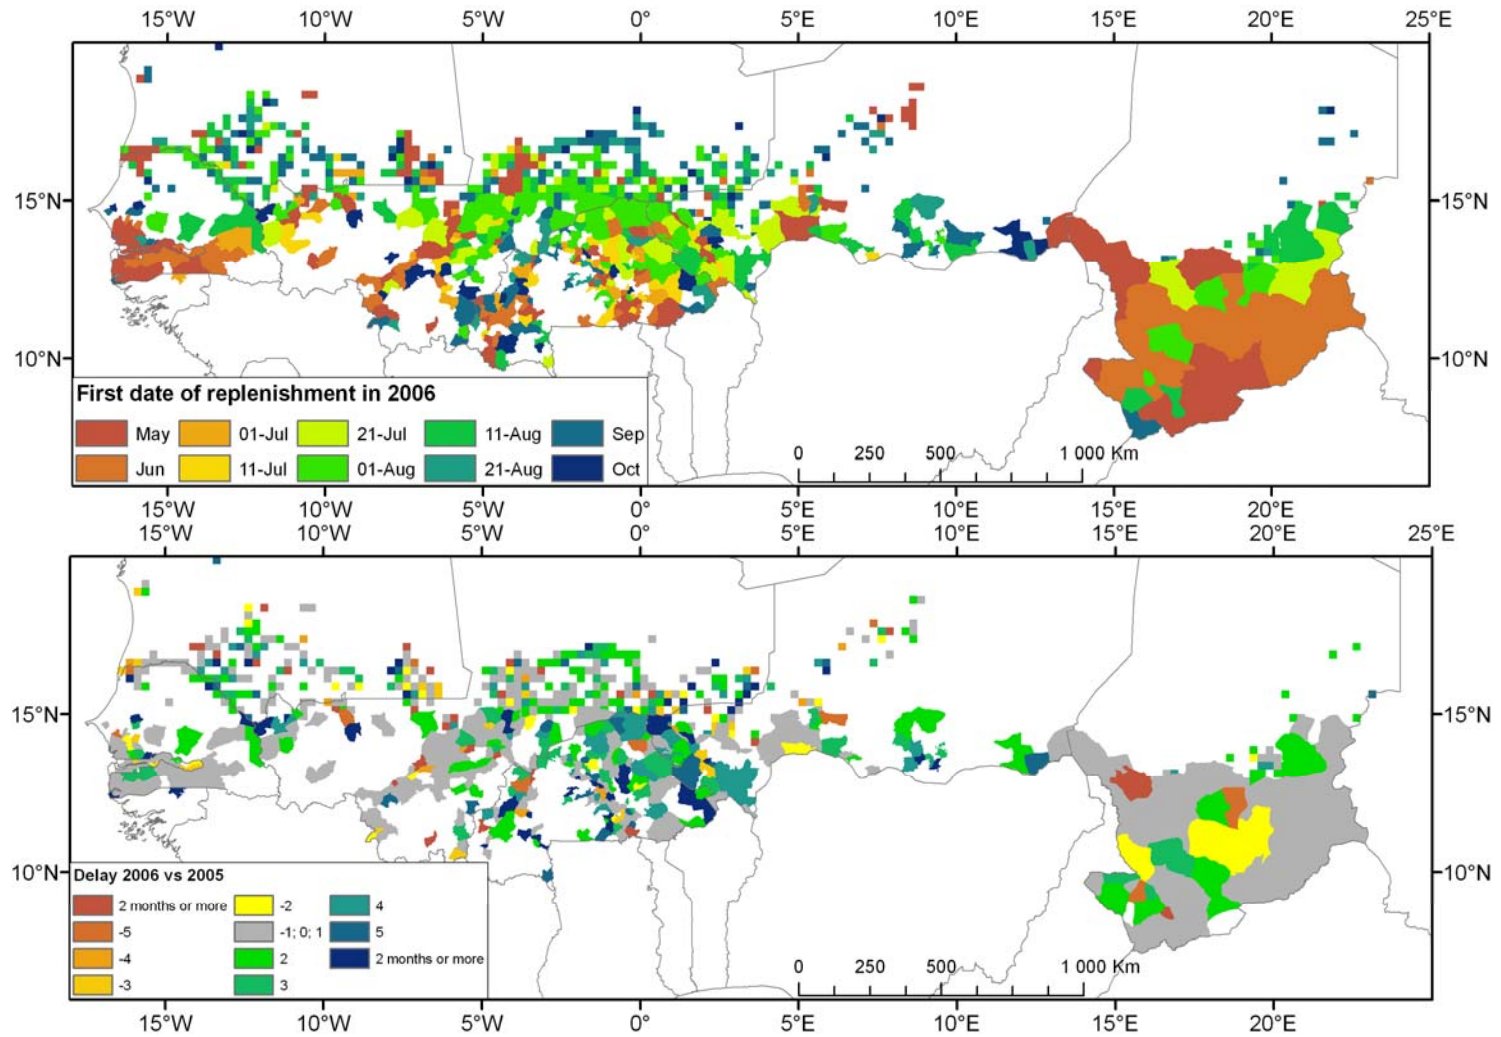 15°W 10°W 5°W 0° 5°E 10°E 15°E 20°E 25°E
15°N 15°N
10°N 10°N
First date of replenishment in 2006
May 01-Jul 21-Jul 11-Aug Sep
Jun 11-Jul 01-Aug 21-Aug Oct
0 250 500 1 000 Km
15°W 10°W 5°W 0° 5°E 10°E 15°E 20°E
15°W 10°W 5°W 0° 5°E 10°E 15°E 20°E 25°E
15°N 15°N
10°N 10°N
Delay 2006 vs 2005
2 months or more -2 4
-5 -1; 0; 1 5
-4 2 2 months or more
-3 3
0 250 500 1 000 Km
15°W 10°W 5°W 0° 5°E 10°E 15°E 20°E